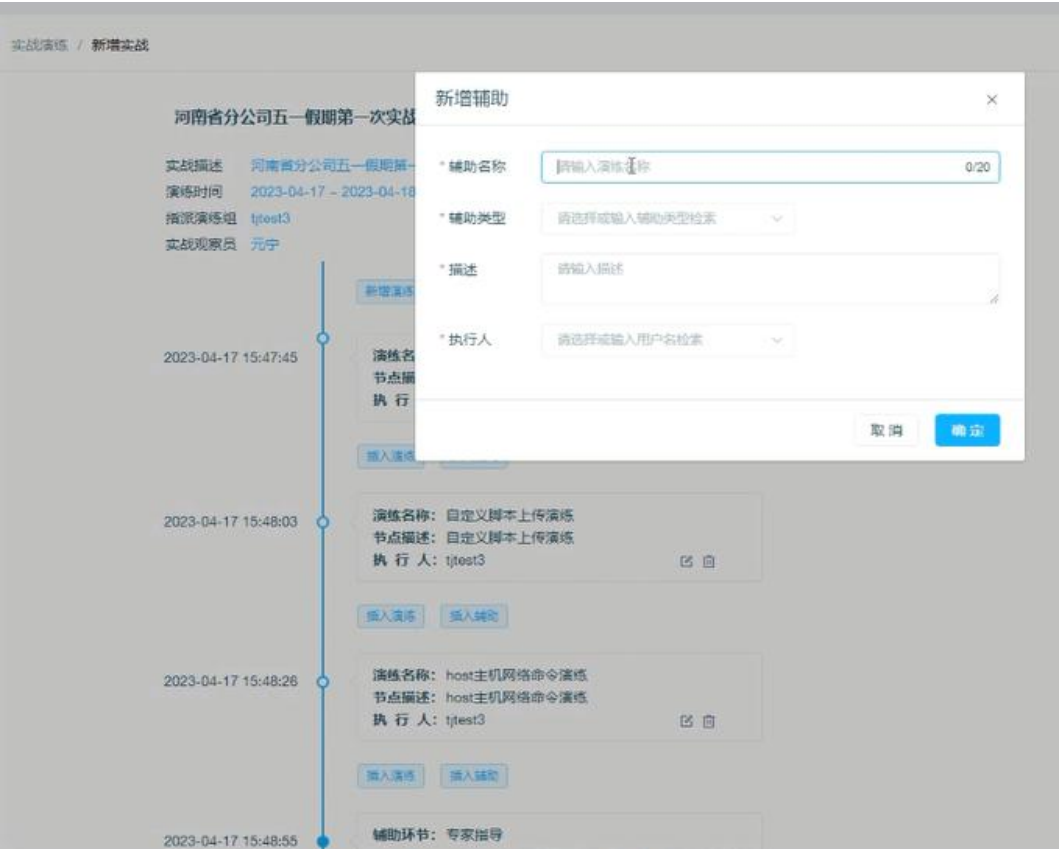 实战演练 / 新增实战
河南省分公司五一假期第一次实战
实战描述 河南省分公司五一假期第一
演练时间 2023-04-17 ~ 2023-04-18
指派演练组 tjtest3
实战观察员 元宁
新增演练
2023-04-17 15:47:45
演练名
节点描
执 行
插入演练
2023-04-17 15:48:03
演练名称: 自定义脚本上传演练
节点描述: 自定义脚本上传演练
执 行 人: tjtest3
插入演练 插入辅助
2023-04-17 15:48:26
演练名称: host主机网络命令演练
节点描述: host主机网络命令演练
执 行 人: tjtest3
插入演练 插入辅助
2023-04-17 15:48:55
辅助环节: 专家指导
新增辅助
* 辅助名称 请输入演练名称 0/20
* 辅助类型 请选择或输入辅助类型检索
* 描述 请输入描述
* 执行人 请选择或输入用户名检索
取 消 确 定